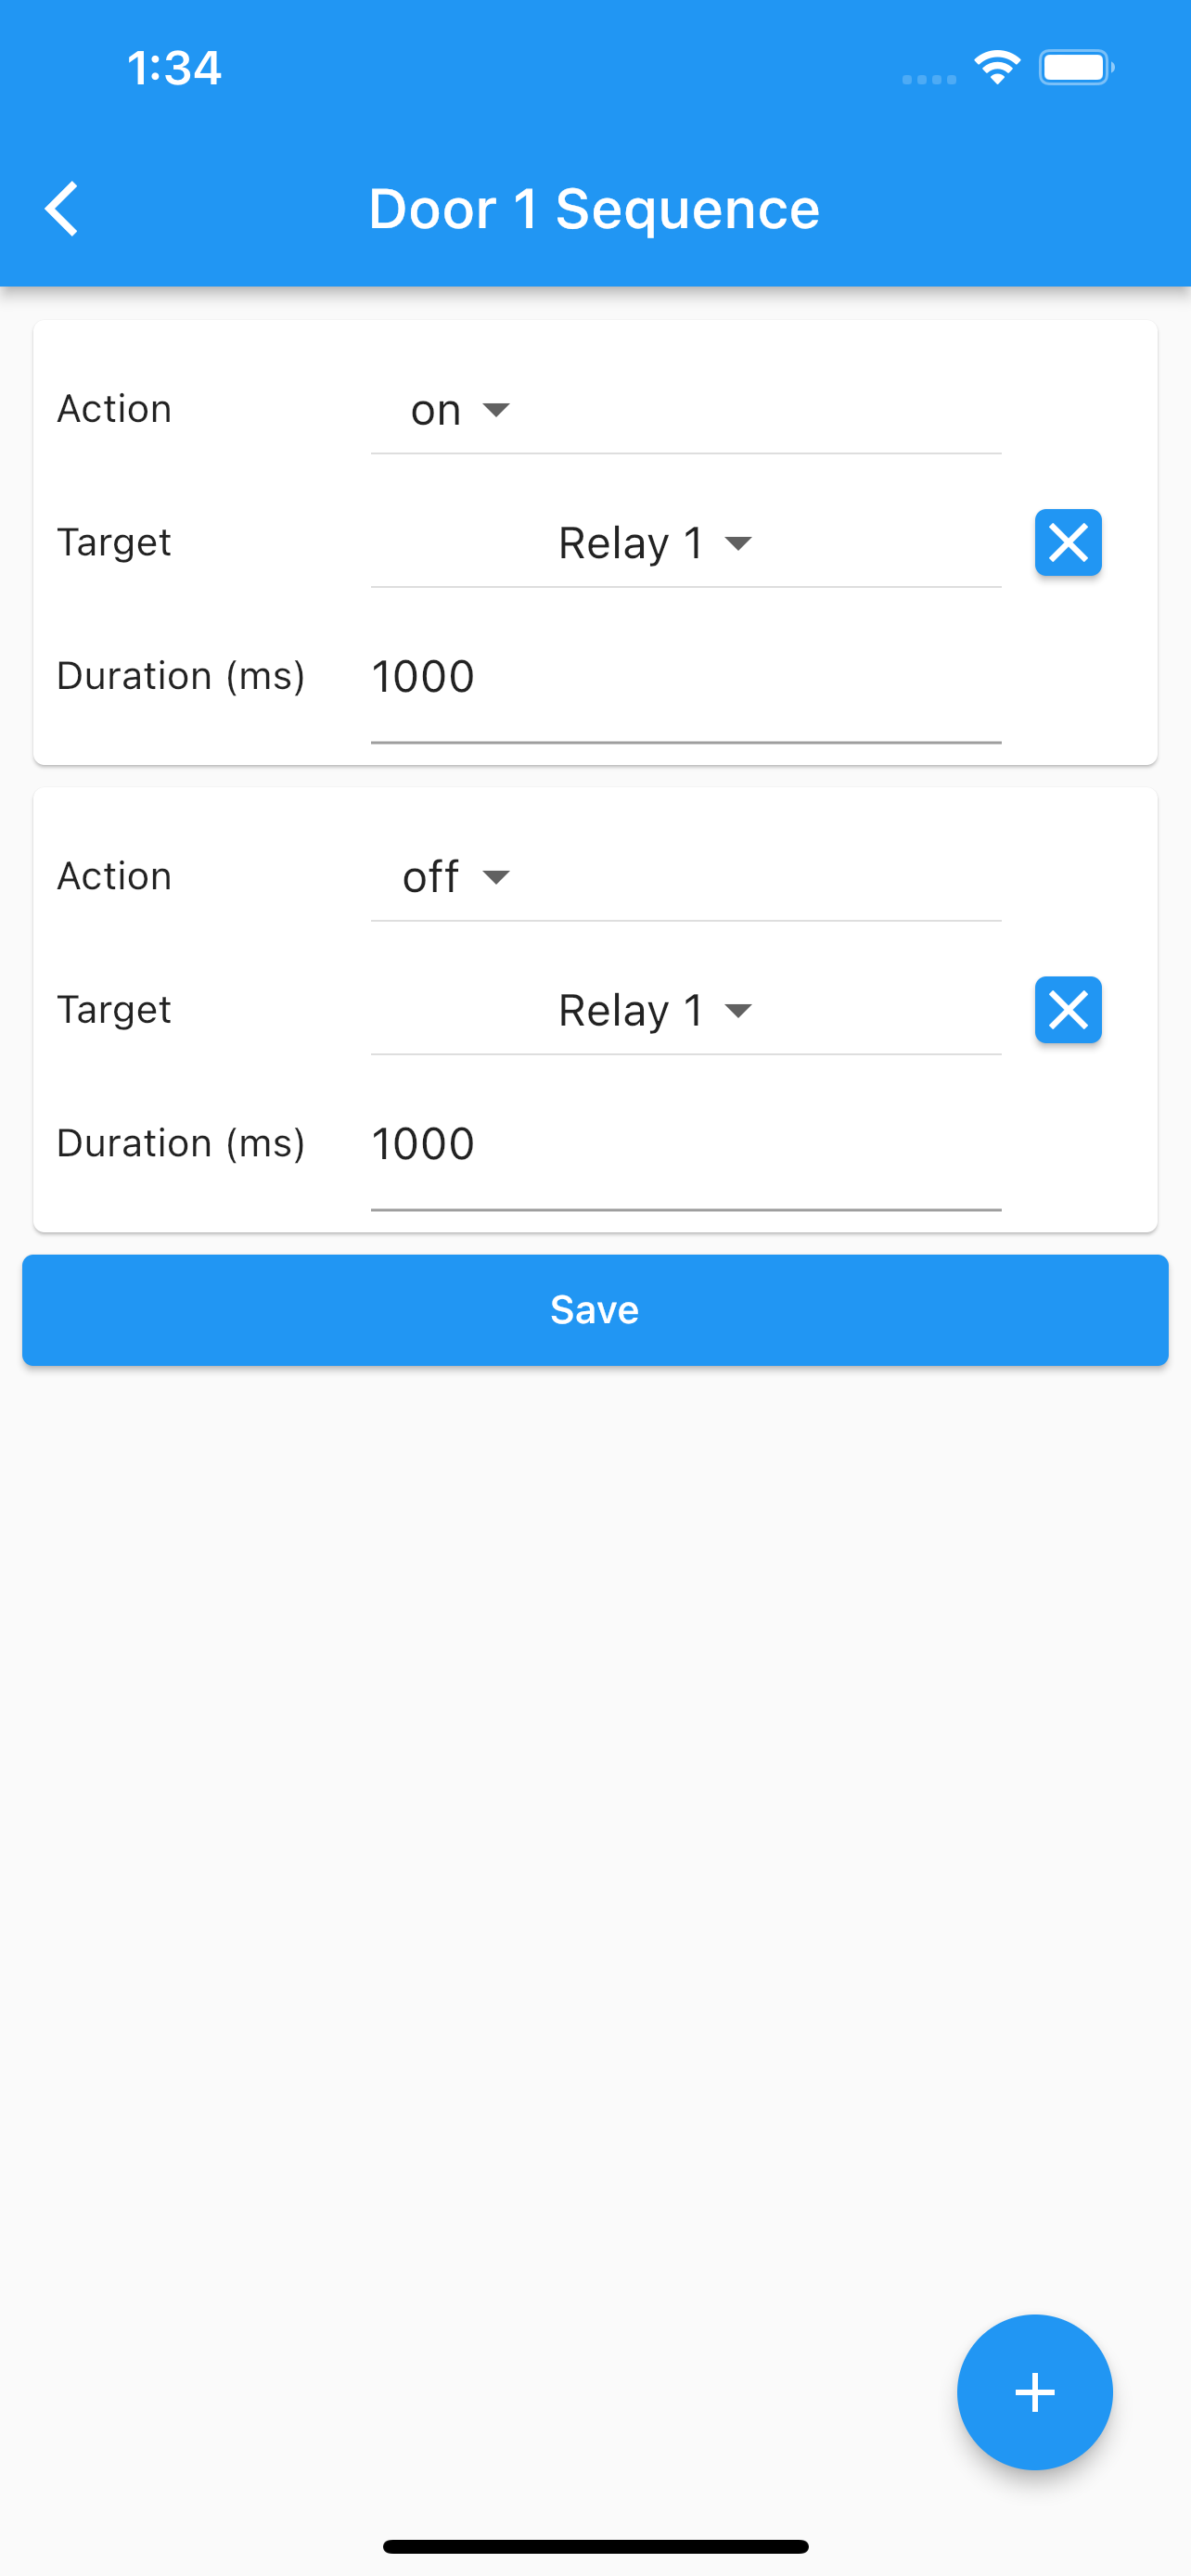 1:34
Door 1 Sequence
Action on
Target Relay 1
Duration (ms) 1000
Action off
Target Relay 1
Duration (ms) 1000
Save